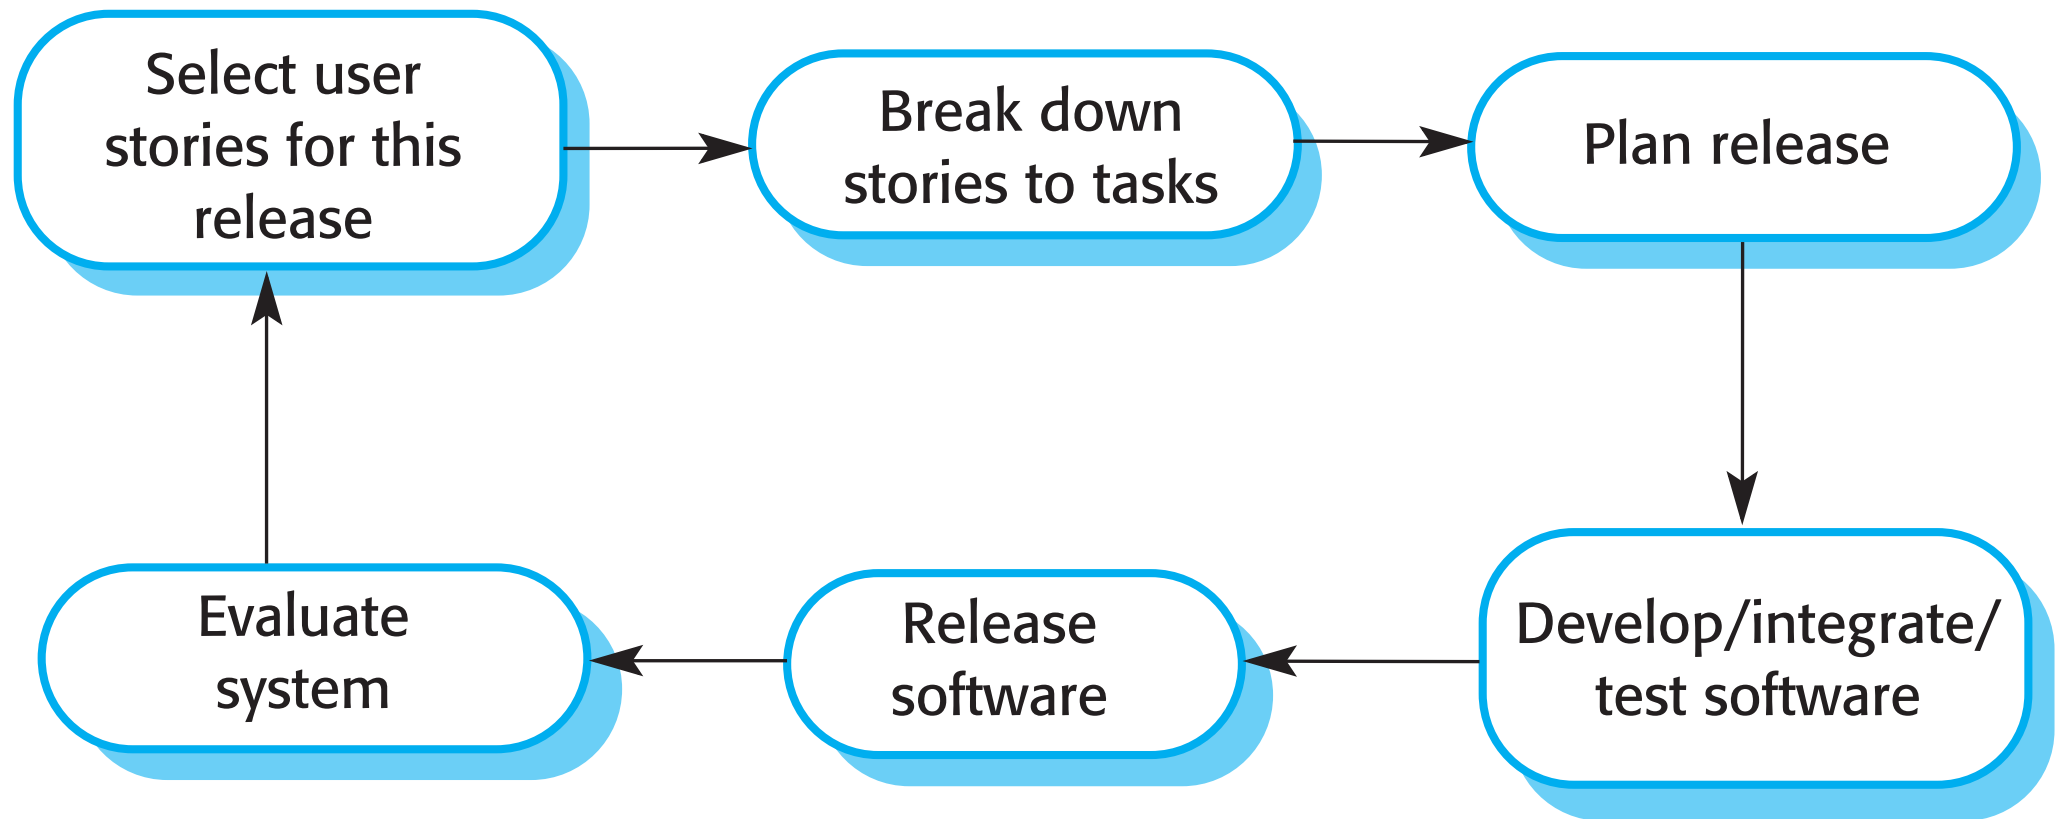 Select user
stories for this
release
Break down
stories to tasks
Plan release
Evaluate
system
Release
software
Develop/integrate/
test software